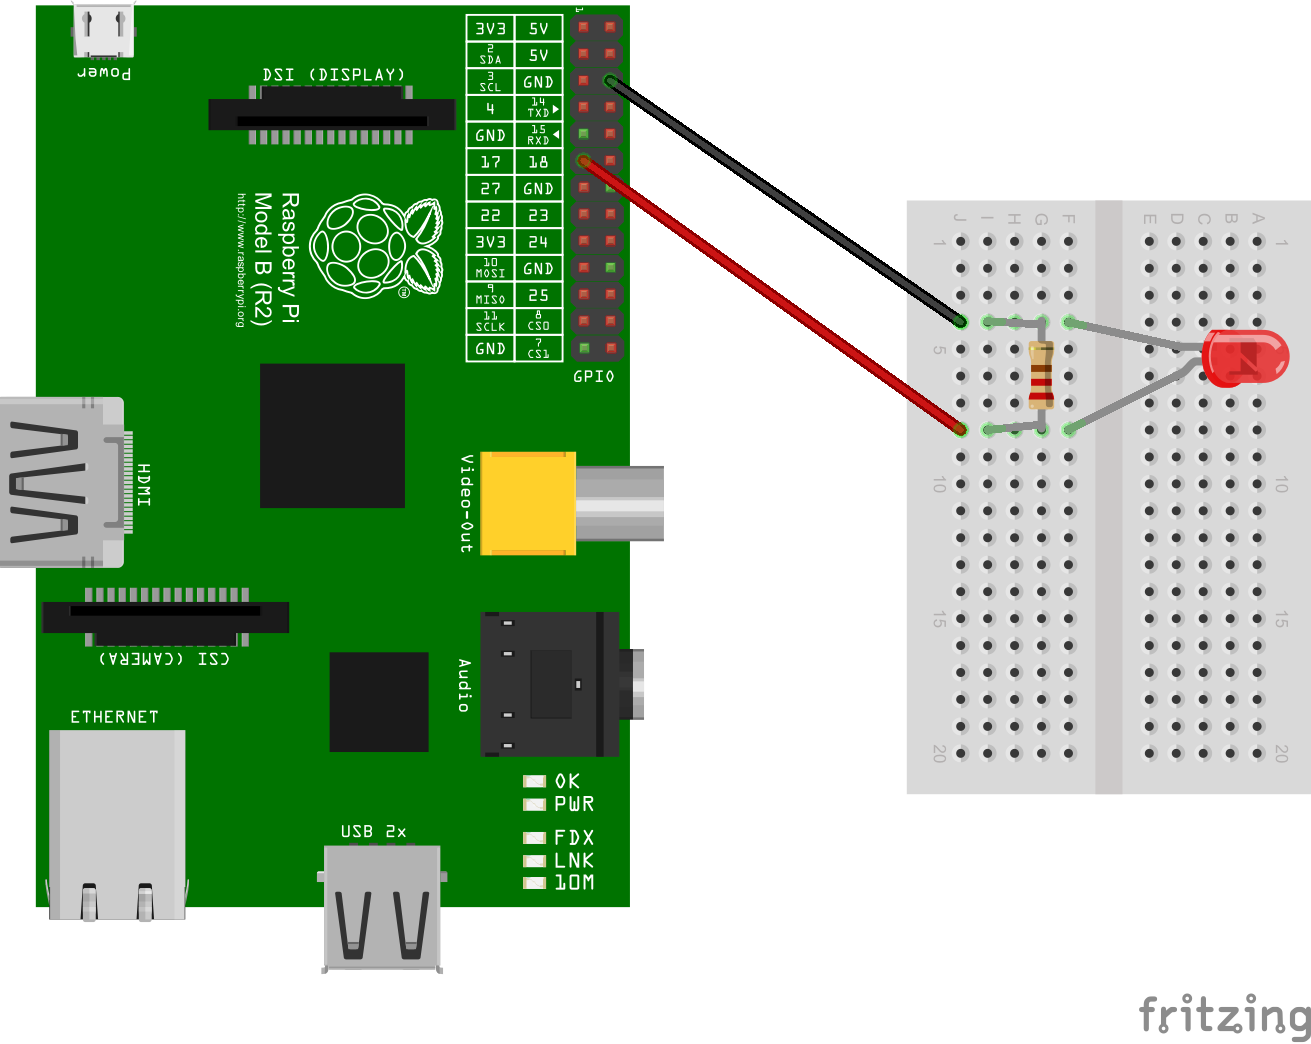 1
3V3 5V
2 SDA 5V
3 SCL GND
4 14 TXD
GND 15 RXD
17 18
27 GND
22 23
3V3 24
10 MOSI GND
9 MISO 25
11 SCLK 8 CS0
GND 7 CS1
GPIO
Power
DSI (DISPLAY)
Raspberry Pi
Model B (R2)
http://www.raspberrypi.org
®
HDMI
Video-Out
CSI (CAMERA)
Audio
ETHERNET
USB 2x
OK
PWR
FDX
LNK
10M
J I H G F E D C B A
1 1
5
10 10
15 15
20 20
fritzing